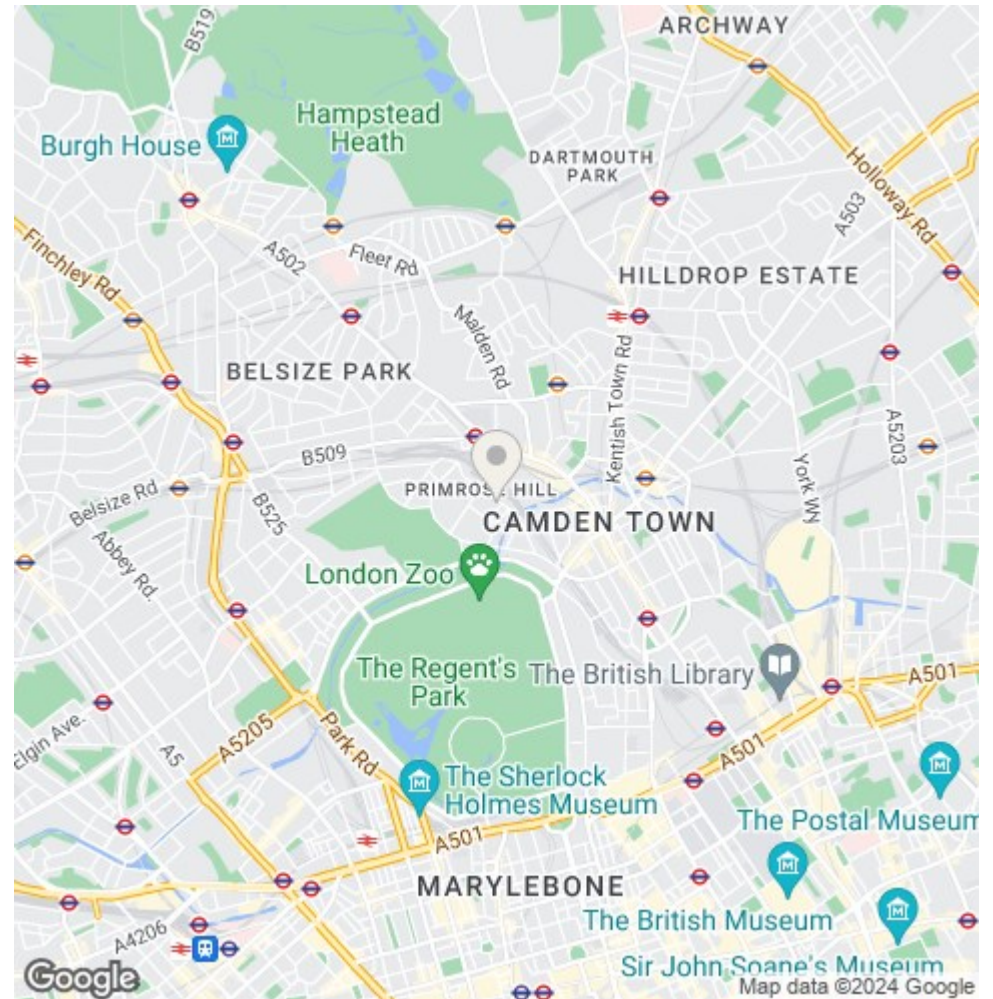 ARCHWAY
B519
Hampstead
Heath
Burgh House
DARTMOUTH
PARK
Holloway Rd
A503
Finchley Rd
A502
Fleet Rd
HILLDROP ESTATE
Malden Rd
Kentish Town Rd
BELSIZE PARK
A5203
B509
York WY
Belsize Rd
B525
PRIMROSE HILL
CAMDEN TOWN
Abbey Rd.
London Zoo
The Regent's
Park
The British Library
A501
Elgin Ave.
A5
A5205
Park Rd
A501
The Sherlock
Holmes Museum
The Postal Museum
A501
MARYLEBONE
The British Museum
A4206
Sir John Soane's Museum
Google
Map data ©2024 Google